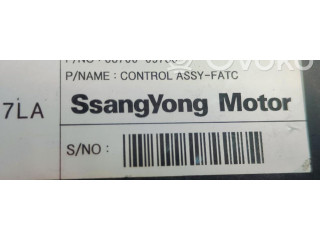 P/NAME : CONTROL ASSY-FATC
SsangYong Motor
7LA
S/NO :